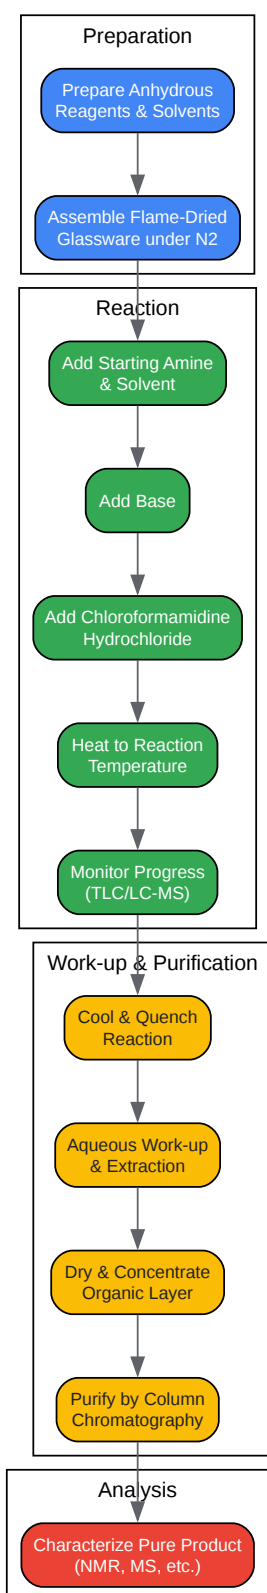 Preparation
Prepare Anhydrous
Reagents & Solvents
Assemble Flame-Dried
Glassware under N2
Reaction
Add Starting Amine
& Solvent
Add Base
Add Chloroformamidine
Hydrochloride
Heat to Reaction
Temperature
Monitor Progress
(TLC/LC-MS)
Work-up & Purification
Cool & Quench
Reaction
Aqueous Work-up
& Extraction
Dry & Concentrate
Organic Layer
Purify by Column
Chromatography
Analysis
Characterize Pure Product
(NMR, MS, etc.)